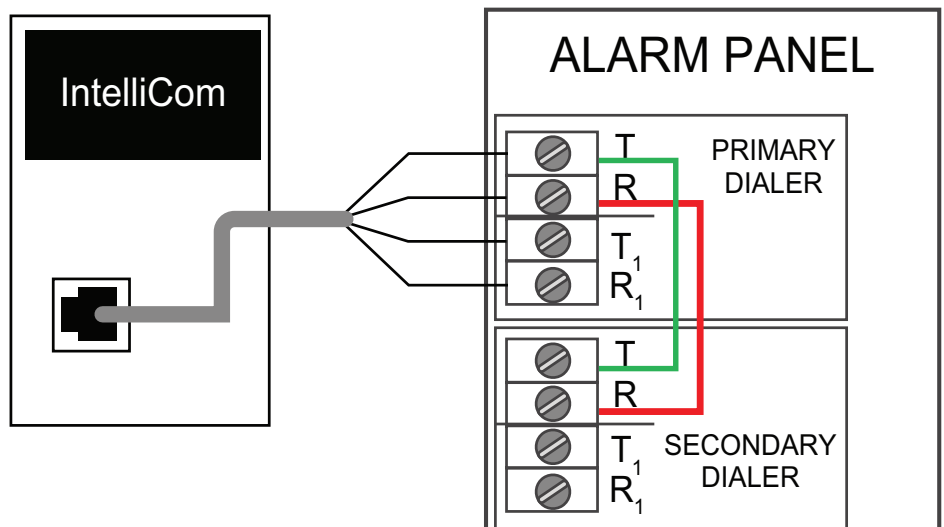 IntelliCom
ALARM PANEL
PRIMARY
DIALER
T
R
T1
R1
SECONDARY
DIALER
T
R
T1
R1